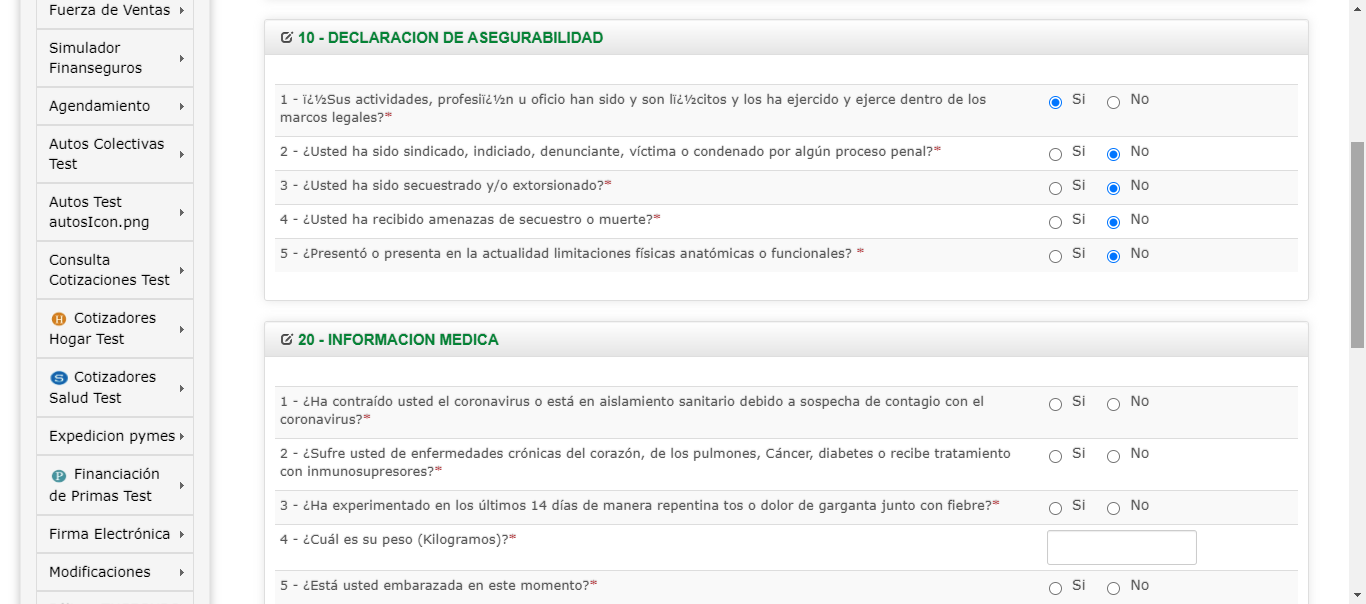 Fuerza de Ventas
Simulador
Finanseguros
Agendamiento
Autos Colectivas
Test
Autos Test
autosIcon.png
Consulta
Cotizaciones Test
H Cotizadores
Hogar Test
S Cotizadores
Salud Test
Expedicion pymes
P Financiación
de Primas Test
Firma Electrónica
Modificaciones
10 - DECLARACION DE ASEGURABILIDAD
1 - ï¿½Sus actividades, profesiï¿½n u oficio han sido y son lï¿½citos y los ha ejercido y ejerce dentro de los
marcos legales?*
Si No
2 - ¿Usted ha sido sindicado, indiciado, denunciante, víctima o condenado por algún proceso penal?*
Si No
3 - ¿Usted ha sido secuestrado y/o extorsionado?*
Si No
4 - ¿Usted ha recibido amenazas de secuestro o muerte?*
Si No
5 - ¿Presentó o presenta en la actualidad limitaciones físicas anatómicas o funcionales? *
Si No
20 - INFORMACION MEDICA
1 - ¿Ha contraído usted el coronavirus o está en aislamiento sanitario debido a sospecha de contagio con el
coronavirus?*
Si No
2 - ¿Sufre usted de enfermedades crónicas del corazón, de los pulmones, Cáncer, diabetes o recibe tratamiento
con inmunosupresores?*
Si No
3 - ¿Ha experimentado en los últimos 14 días de manera repentina tos o dolor de garganta junto con fiebre?*
Si No
4 - ¿Cuál es su peso (Kilogramos)?*
5 - ¿Está usted embarazada en este momento?*
Si No